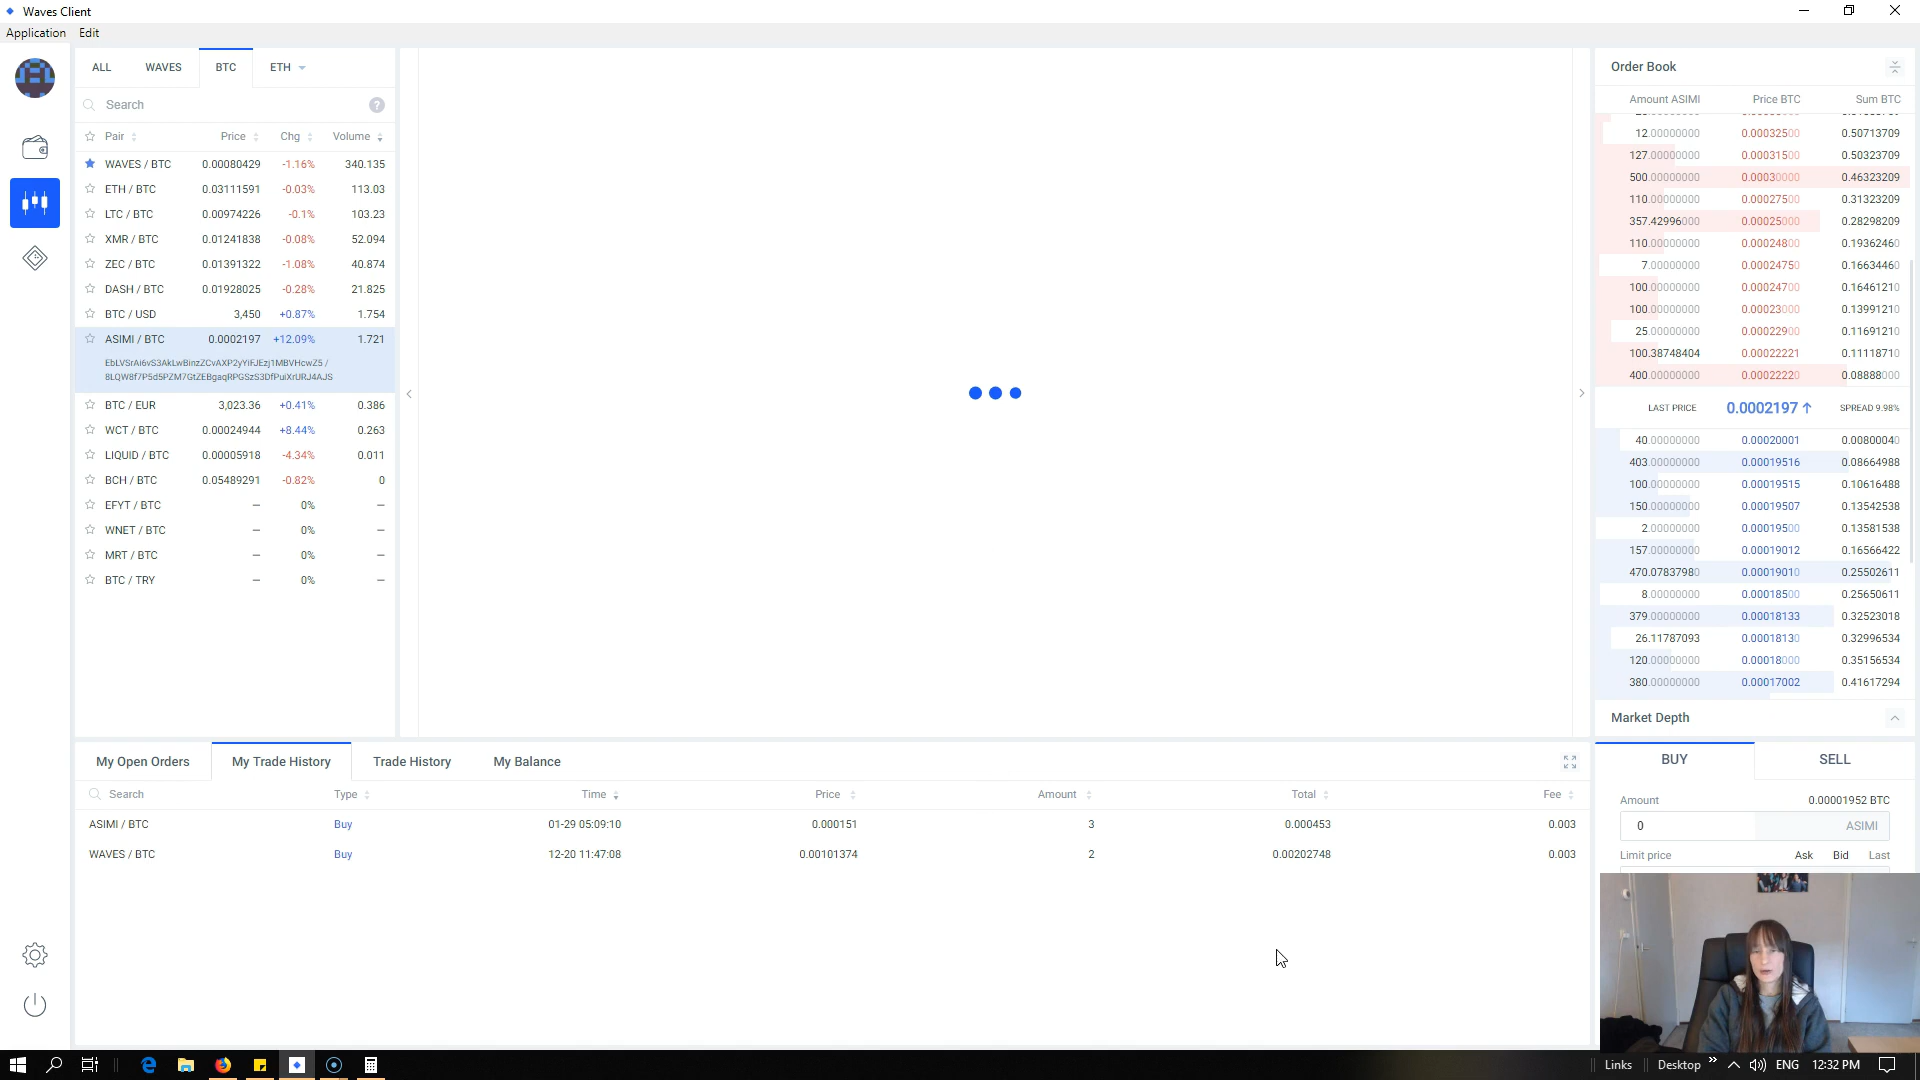 Waves Client
Application Edit
ALL WAVES BTC ETH
Search ?
Pair Price Chg Volume
WAVES / BTC 0.00080429 -1.16% 340.135
ETH / BTC 0.03111591 -0.03% 113.03
LTC / BTC 0.00974226 -0.1% 103.23
XMR / BTC 0.01241838 -0.08% 52.094
ZEC / BTC 0.01391322 -1.08% 40.874
DASH / BTC 0.01928025 -0.28% 21.825
BTC / USD 3,450 +0.87% 1.754
ASIMI / BTC 0.0002197 +12.09% 1.721
EbLVSrAi6vS3AkLwBinzZCvAXP2yYiFJEzj1MBVHcwZ5 /
8LQW8f7P5d5PZM7GtZEBgaqRPGSzS3DfPuiXrURJ4AJS
BTC / EUR 3,023.36 +0.41% 0.386
WCT / BTC 0.00024944 +8.44% 0.263
LIQUID / BTC 0.00005918 -4.34% 0.011
BCH / BTC 0.05489291 -0.82% 0
EFYT / BTC – 0% –
WNET / BTC – 0% –
MRT / BTC – 0% –
BTC / TRY – 0% –
Order Book
Amount ASIMI Price BTC Sum BTC
12.00000000 0.00032500 0.50713709
127.00000000 0.00031500 0.50323709
500.00000000 0.00030000 0.46323209
110.00000000 0.00027500 0.31323209
357.42996000 0.00025000 0.28298209
110.00000000 0.00024800 0.19362460
7.00000000 0.00024750 0.16634460
100.00000000 0.00024700 0.16461210
100.00000000 0.00023000 0.13991210
25.00000000 0.00022900 0.11691210
100.38748404 0.00022221 0.11118710
400.00000000 0.00022220 0.08888000
LAST PRICE 0.0002197 ↑ SPREAD 9.98%
40.00000000 0.00020001 0.00800040
403.00000000 0.00019516 0.08664988
100.00000000 0.00019515 0.10616488
150.00000000 0.00019507 0.13542538
2.00000000 0.00019500 0.13581538
157.00000000 0.00019012 0.16566422
470.07837980 0.00019010 0.25502611
8.00000000 0.00018500 0.25650611
379.00000000 0.00018133 0.32523018
26.11787093 0.00018130 0.32996534
120.00000000 0.00018000 0.35156534
380.00000000 0.00017002 0.41617294
Market Depth
My Open Orders My Trade History Trade History My Balance
Search Type Time Price Amount Total Fee
ASIMI / BTC Buy 01-29 05:09:10 0.000151 3 0.000453 0.003
WAVES / BTC Buy 12-20 11:47:08 0.00101374 2 0.00202748 0.003
BUY SELL
Amount 0.00001952 BTC
0 ASIMI
Limit price Ask Bid Last
Links Desktop ENG 12:32 PM